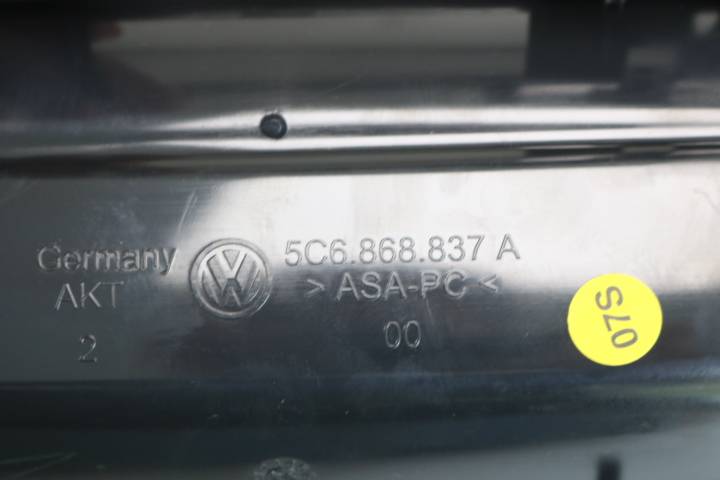 Germany
AKT
2
VW
5C6.868.837 A
> ASA-PC <
00
07S